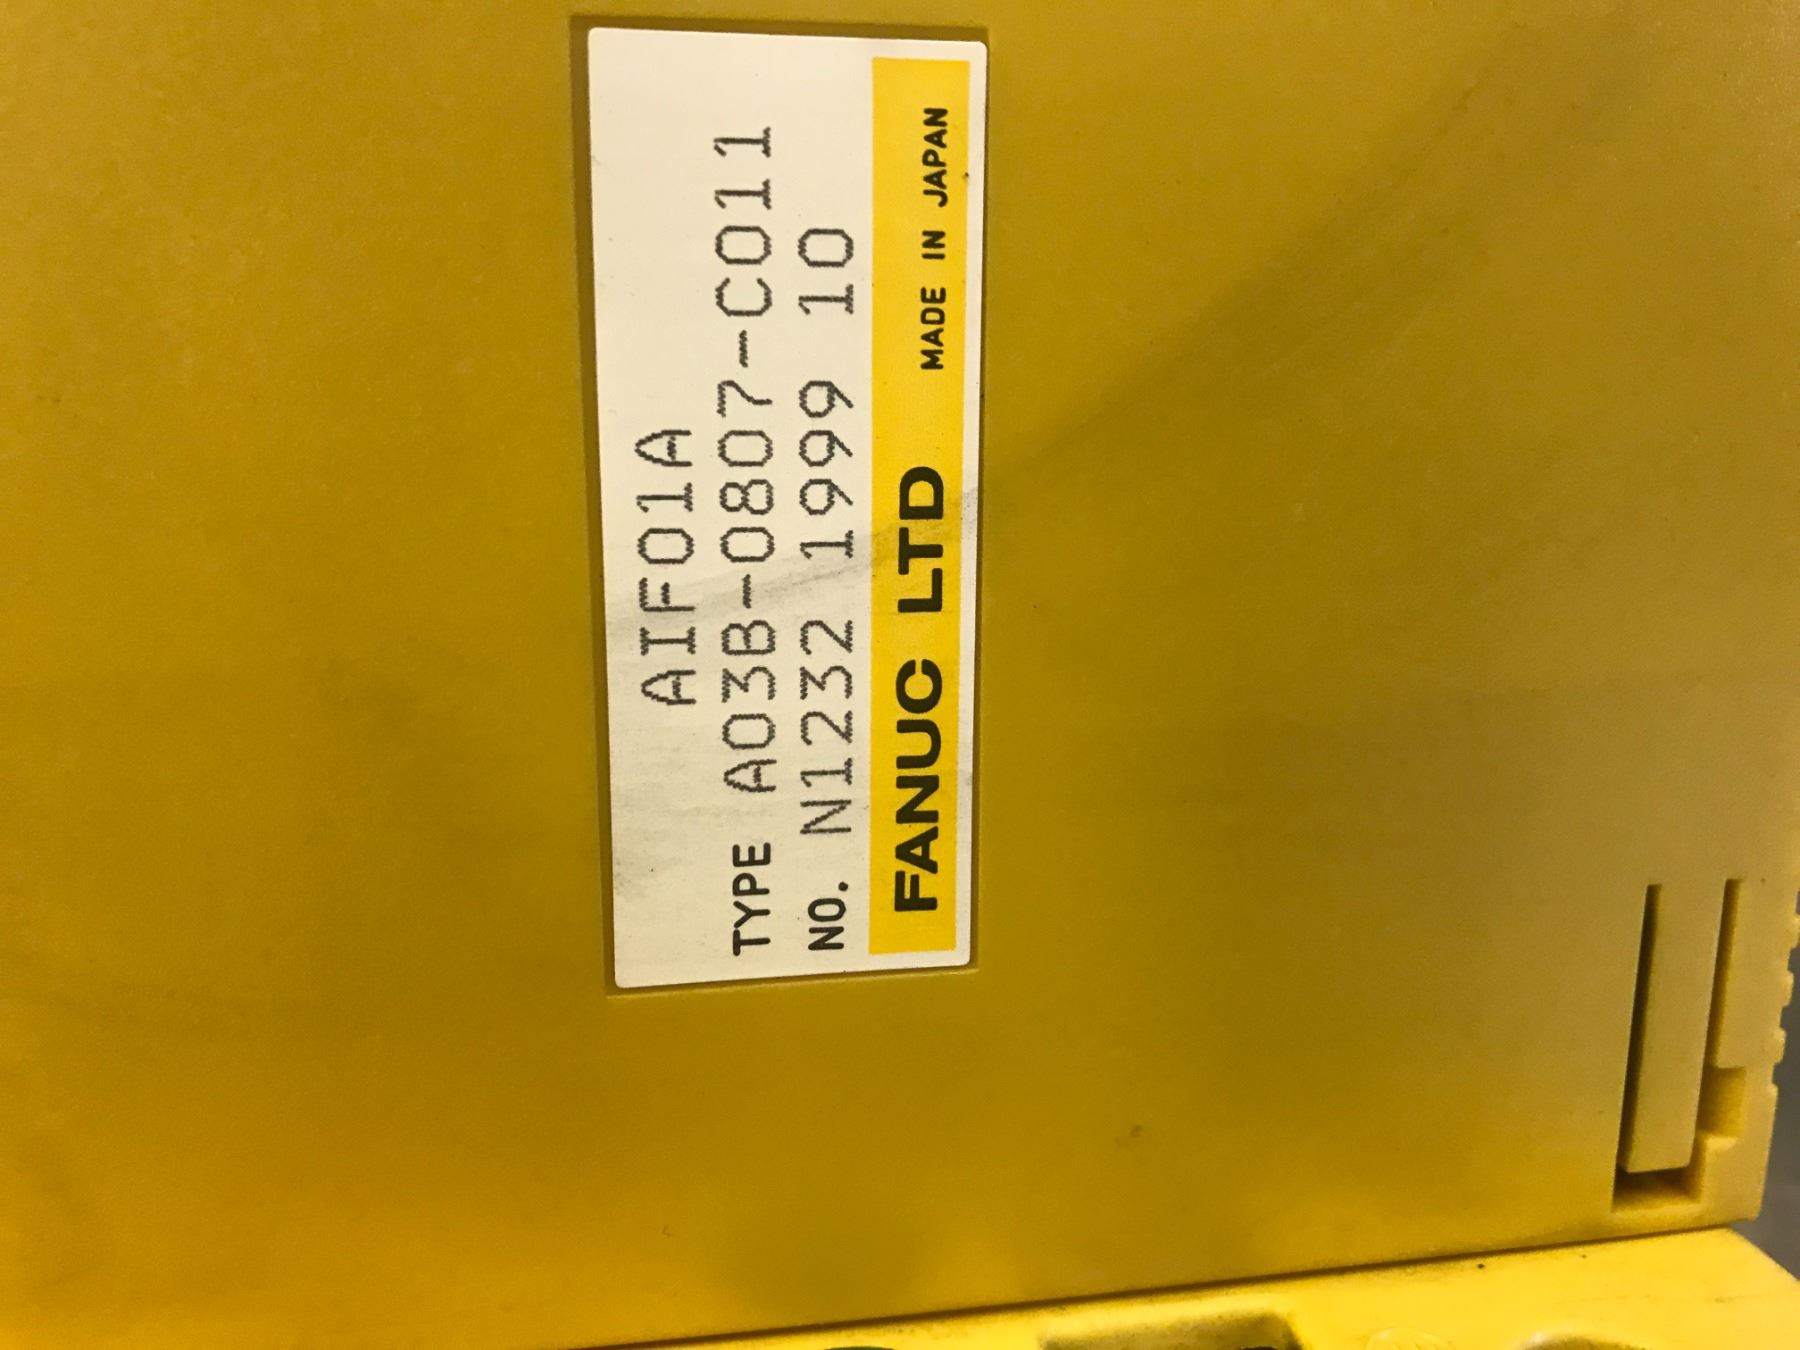 AIF01A
TYPE A03B-0807-C011
NO. N1232 1999 10
FANUC LTD MADE IN JAPAN